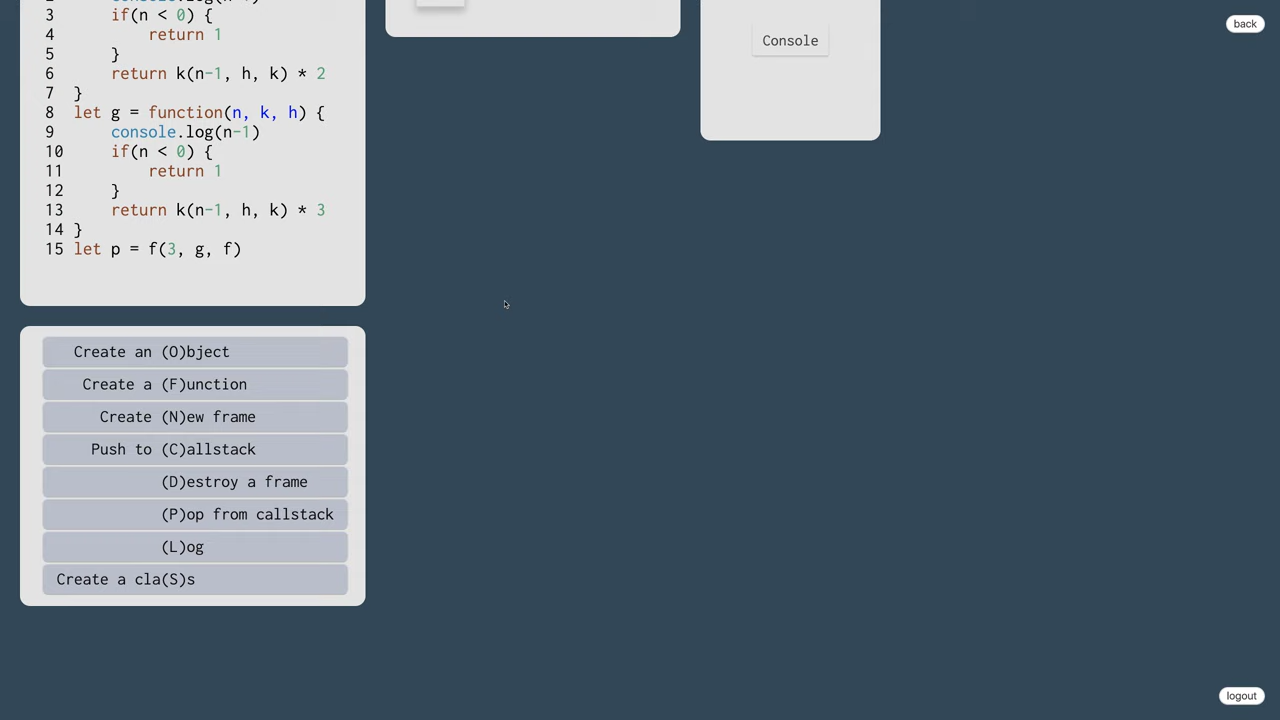 3 if(n < 0) {
4 return 1
5 }
6 return k(n-1, h, k) * 2
7 }
8 let g = function(n, k, h) {
9 console.log(n-1)
10 if(n < 0) {
11 return 1
12 }
13 return k(n-1, h, k) * 3
14 }
15 let p = f(3, g, f)
Create an (O)bject
Create a (F)unction
Create (N)ew frame
Push to (C)allstack
(D)estroy a frame
(P)op from callstack
(L)og
Create a cla(S)s
Console
back
logout